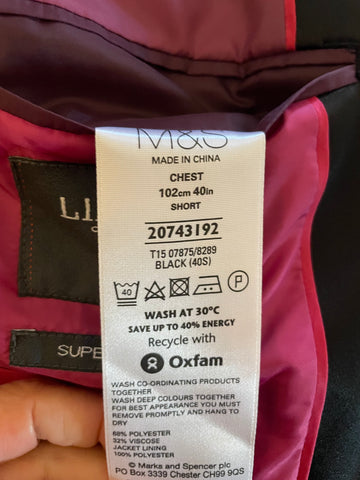 M&S
MADE IN CHINA
CHEST
102cm 40in
SHORT
20743192
T15 07875/8289
BLACK (40S)
40
P
WASH AT 30°C
SAVE UP TO 40% ENERGY
Recycle with
Oxfam
WASH CO-ORDINATING PRODUCTS
TOGETHER
WASH DEEP COLOURS TOGETHER
FOR BEST APPEARANCE YOU MUST
REMOVE PROMPTLY AND HANG TO
DRY
68% POLYESTER
32% VISCOSE
JACKET LINING
100% POLYESTER
© Marks and Spencer plc
PO Box 3339 Chester CH99 9QS